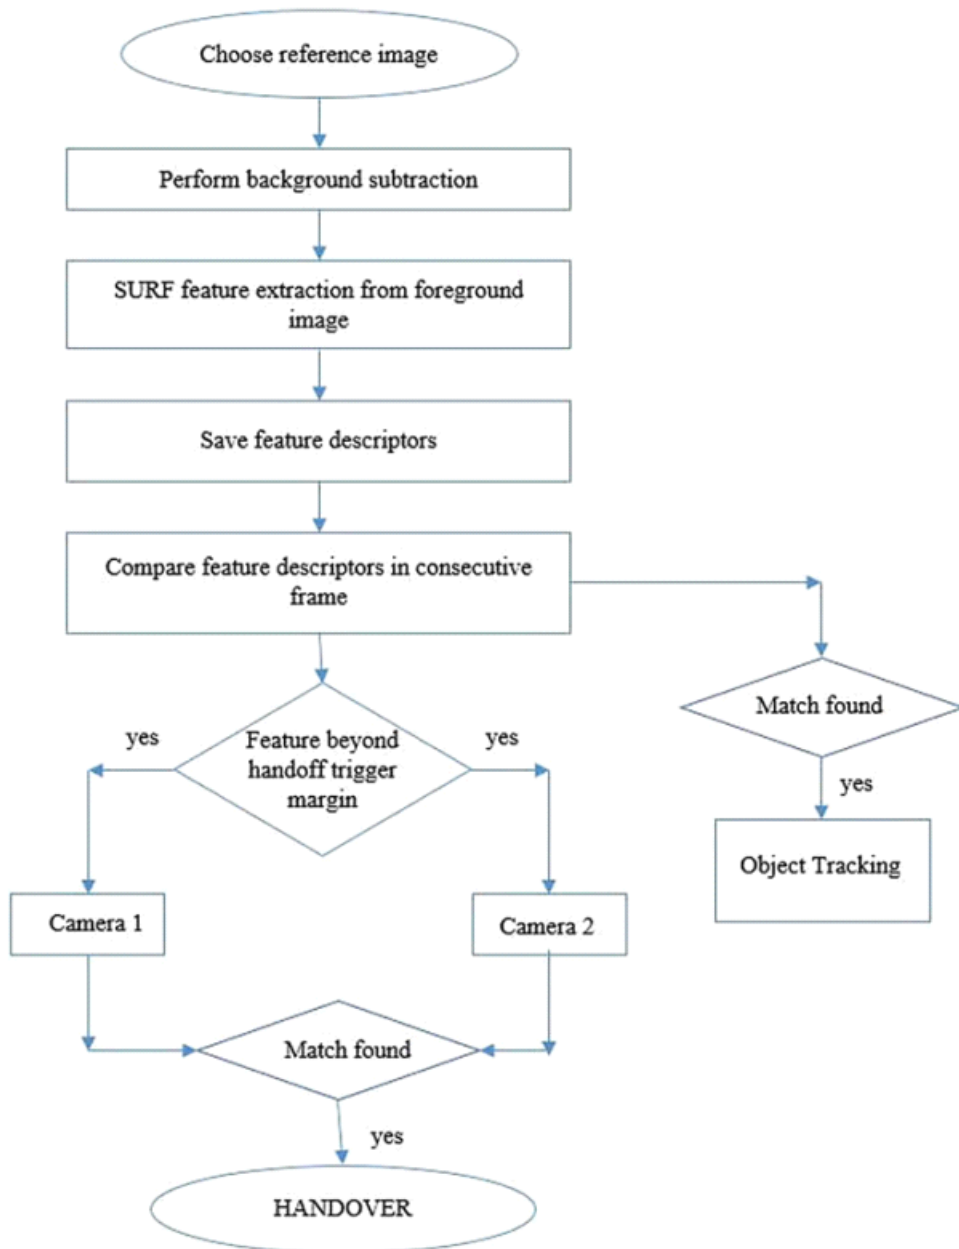 Choose reference image
Perform background subtraction
SURF feature extraction from foreground
image
Save feature descriptors
Compare feature descriptors in consecutive
frame
Match found
yes
Object Tracking
yes
Feature beyond
handoff trigger
margin
yes
Camera 1
Camera 2
Match found
yes
HANDOVER